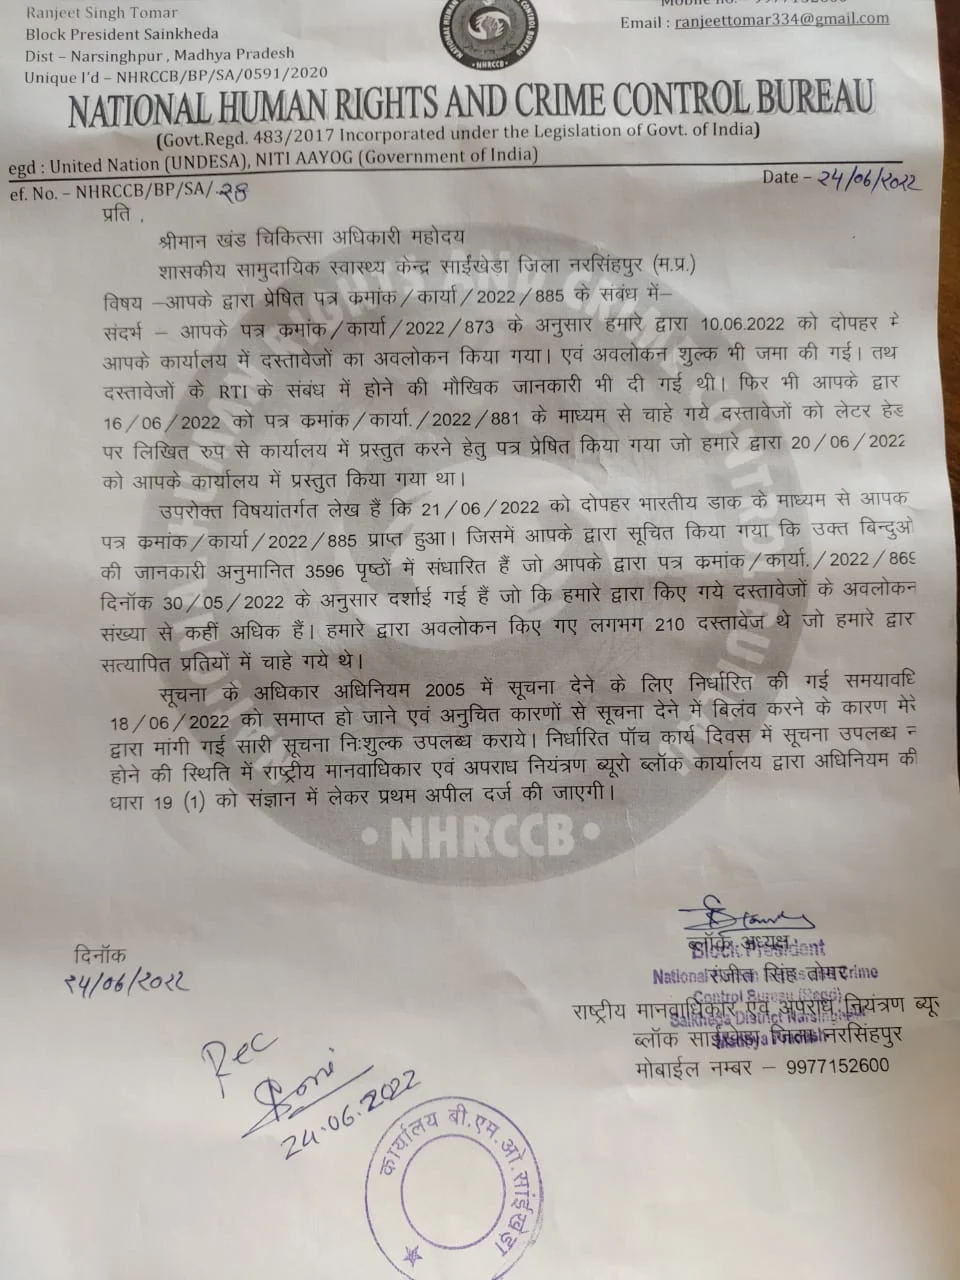 Ranjeet Singh Tomar
Block President Sainkheda
Dist – Narsinghpur , Madhya Pradesh
Unique I'd – NHRCCB/BP/SA/0591/2020
Mobile no. – 9977152600
Email : ranjeettomar334@gmail.com
NHRCCB
NATIONAL HUMAN RIGHTS AND CRIME CONTROL BUREAU
(Govt.Regd. 483/2017 Incorporated under the Legislation of Govt. of India)
egd : United Nation (UNDESA), NITI AAYOG (Government of India)
ef. No. – NHRCCB/BP/SA/-२४
Date – २४/०६/२०२२
प्रति ,
श्रीमान खंड चिकित्सा अधिकारी महोदय
शासकीय सामुदायिक स्वास्थ्य केन्द्र साईंखेड़ा जिला नरसिंहपुर (म.प्र.)
विषय –आपके द्वारा प्रेषित पत्र कमांक/कार्या/2022/885 के संबंध में–
संदर्भ – आपके पत्र कमांक/कार्या/2022/873 के अनुसार हमारे द्वारा 10.06.2022 को दोपहर मे
आपके कार्यालय में दस्तावेजों का अवलोकन किया गया। एवं अवलोकन शुल्क भी जमा की गई। तथ
दस्तावेजों के RTI के संबंध में होने की मौखिक जानकारी भी दी गई थी। फिर भी आपके द्वार
16/06/2022 को पत्र कमांक/कार्या./2022/881 के माध्यम से चाहे गये दस्तावेजों को लेटर हेड
पर लिखित रुप से कार्यालय में प्रस्तुत करने हेतु पत्र प्रेषित किया गया जो हमारे द्वारा 20/06/2022
को आपके कार्यालय में प्रस्तुत किया गया था।
उपरोक्त विषयांतर्गत लेख हैं कि 21/06/2022 को दोपहर भारतीय डाक के माध्यम से आपक
पत्र कमांक/कार्या/2022/885 प्राप्त हुआ। जिसमें आपके द्वारा सूचित किया गया कि उक्त बिन्दुओ
की जानकारी अनुमानित 3596 पृष्ठों में संधारित हैं जो आपके द्वारा पत्र कमांक/कार्या./2022/869
दिनॉक 30/05/2022 के अनुसार दर्शाई गई हैं जो कि हमारे द्वारा किए गये दस्तावेजों के अवलोकन
संख्या से कहीं अधिक हैं। हमारे द्वारा अवलोकन किए गए लगभग 210 दस्तावेज थे जो हमारे द्वार
सत्यापित प्रतियों में चाहे गये थे।
सूचना के अधिकार अधिनियम 2005 में सूचना देने के लिए निर्धारित की गई समयावधि
18/06/2022 को समाप्त हो जाने एवं अनुचित कारणों से सूचना देने में बिलंव करने के कारण मेरे
द्वारा मांगी गई सारी सूचना निःशुल्क उपलब्ध कराये। निर्धारित पॉच कार्य दिवस में सूचना उपलब्ध न
होने की स्थिति में राष्ट्रीय मानवाधिकार एवं अपराध नियंत्रण ब्यूरो ब्लॉक कार्यालय द्वारा अधिनियम की
धारा 19 (1) को संज्ञान में लेकर प्रथम अपील दर्ज की जाएगी।
• NHRCCB •
दिनॉक
२४/०६/२०२२
ब्लॉक अध्यक्ष
Block President
रंजीत सिंह तोमर
National Crime
Control Bureau
राष्ट्रीय मानवाधिकार एवं अपराध नियंत्रण ब्यूर
ब्लॉक साईंखेड़ा जिला नरसिंहपुर
मोबाईल नम्बर – 9977152600
Rec
Soni
24.06.2022
कार्यालय बी.एम.ओ.सांईखेड़ा